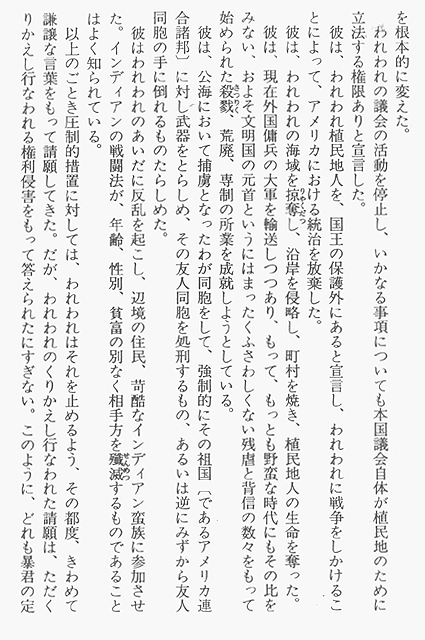 を根本的に変えた。
われわれの議会の活動を停止し、いかなる事項についても本国議会自体が植民地のために
立法する権限ありと宣言した。
彼は、われわれ植民地人を、国王の保護外にあると宣言し、われわれに戦争をしかけるこ
とによって、アメリカにおける統治を放棄した。
彼は、われわれの海域を掠奪し、沿岸を侵略し、町村を焼き、植民地人の生命を奪った。
彼は、現在外国傭兵の大軍を輸送しつつあり、もって、もっとも野蛮な時代にもその比を
みない、およそ文明国の元首というにはまったくふさわしくない残虐と背信の数々をもって
始められた殺戮、荒廃、専制の所業を成就しようとしている。
彼は、公海において捕虜となったわが同胞をして、強制的にその祖国〔であるアメリカ連
合諸邦〕に対し武器をとらしめ、その友人同胞を処刑するもの、あるいは逆にみずから友人
同胞の手に倒れるものたらしめた。
彼はわれわれのあいだに反乱を起こし、辺境の住民、苛酷なインディアン蛮族に参加させ
た。インディアンの戦闘法が、年齢、性別、貧富の別なく相手方を殲滅するものであること
はよく知られている。
以上のごとき圧制的措置に対しては、われわれはそれを止めるよう、その都度、きわめて
謙譲な言葉をもって請願してきた。だが、われわれのくりかえし行なわれた請願は、ただく
りかえし行なわれる権利侵害をもって答えられたにすぎない。このように、どれも暴君の定